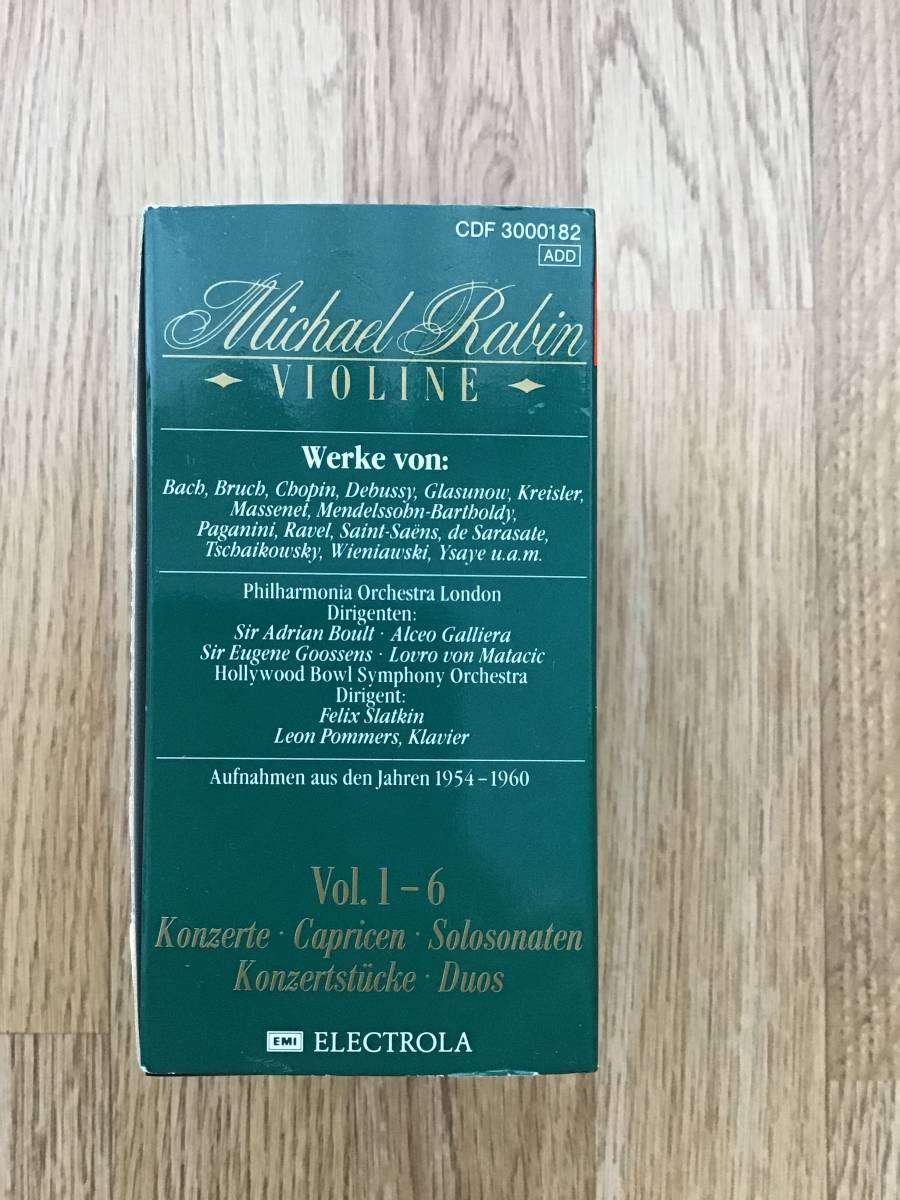 CDF 3000182
ADD
Michael Rabin
VIOLINE
Werke von:
Bach, Bruch, Chopin, Debussy, Glasunow, Kreisler,
Massenet, Mendelssohn-Bartholdy,
Paganini, Ravel, Saint-Saëns, de Sarasate,
Tschaikowsky, Wieniawski, Ysaye u.a.m.
Philharmonia Orchestra London
Dirigenten:
Sir Adrian Boult · Alceo Galliera
Sir Eugene Goossens · Lovro von Matacic
Hollywood Bowl Symphony Orchestra
Dirigent:
Felix Slatkin
Leon Pommers, Klavier
Aufnahmen aus den Jahren 1954–1960
Vol. 1–6
Konzerte · Capricen · Solosonaten
Konzertstücke · Duos
EMI ELECTROLA